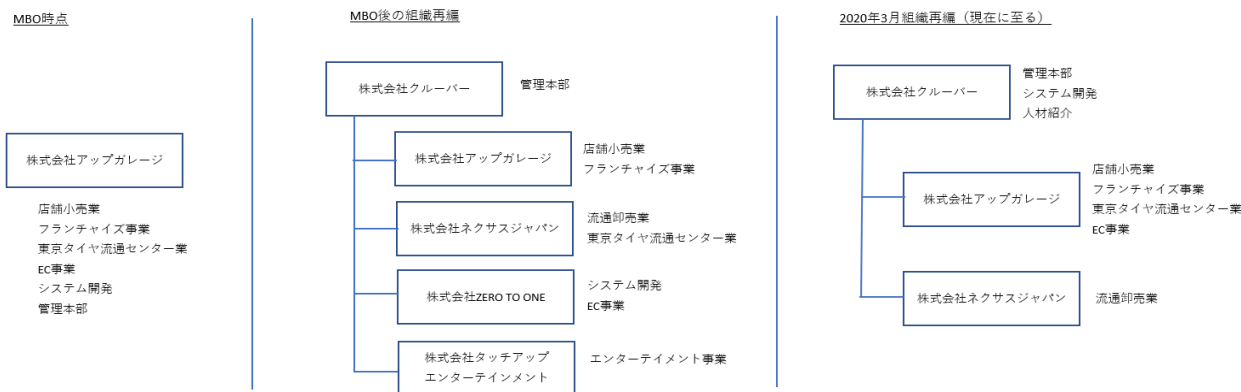 MBO時点
株式会社アップガレージ
店舗小売業
フランチャイズ事業
東京タイヤ流通センター業
EC事業
システム開発
管理本部
MBO後の組織再編
株式会社クルーバー
管理本部
株式会社アップガレージ
店舗小売業
フランチャイズ事業
株式会社ネクサスジャパン
流通卸売業
東京タイヤ流通センター業
株式会社ZERO TO ONE
システム開発
EC事業
株式会社タッチアップ
エンターテインメント
エンターテイメント事業
2020年3月組織再編（現在に至る）
株式会社クルーバー
管理本部
システム開発
人材紹介
株式会社アップガレージ
店舗小売業
フランチャイズ事業
東京タイヤ流通センター業
EC事業
株式会社ネクサスジャパン
流通卸売業